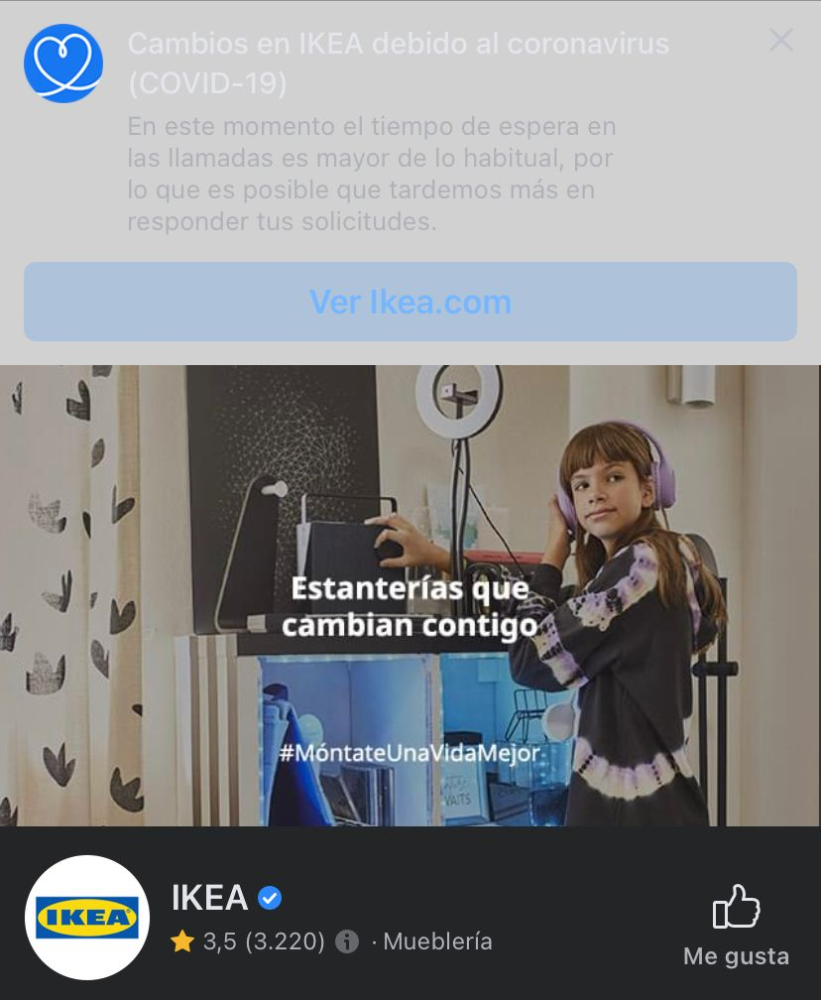 Cambios en IKEA debido al coronavirus
(COVID-19)
En este momento el tiempo de espera en
las llamadas es mayor de lo habitual, por
lo que es posible que tardemos más en
responder tus solicitudes.
Ver Ikea.com
Estanterías que
cambian contigo
#MóntateUnaVidaMejor
WAITS
IKEA
IKEA
3,5 (3.220) · Mueblería
Me gusta